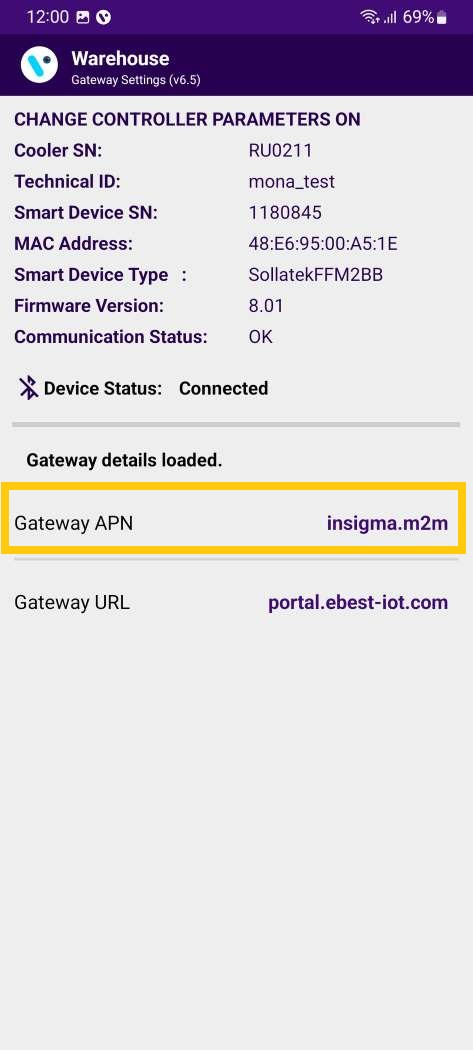 12:00 69%
Warehouse
Gateway Settings (v6.5)
CHANGE CONTROLLER PARAMETERS ON
Cooler SN: RU0211
Technical ID: mona_test
Smart Device SN: 1180845
MAC Address: 48:E6:95:00:A5:1E
Smart Device Type : SollatekFFM2BB
Firmware Version: 8.01
Communication Status: OK
Device Status: Connected
Gateway details loaded.
Gateway APN insigma.m2m
Gateway URL portal.ebest-iot.com